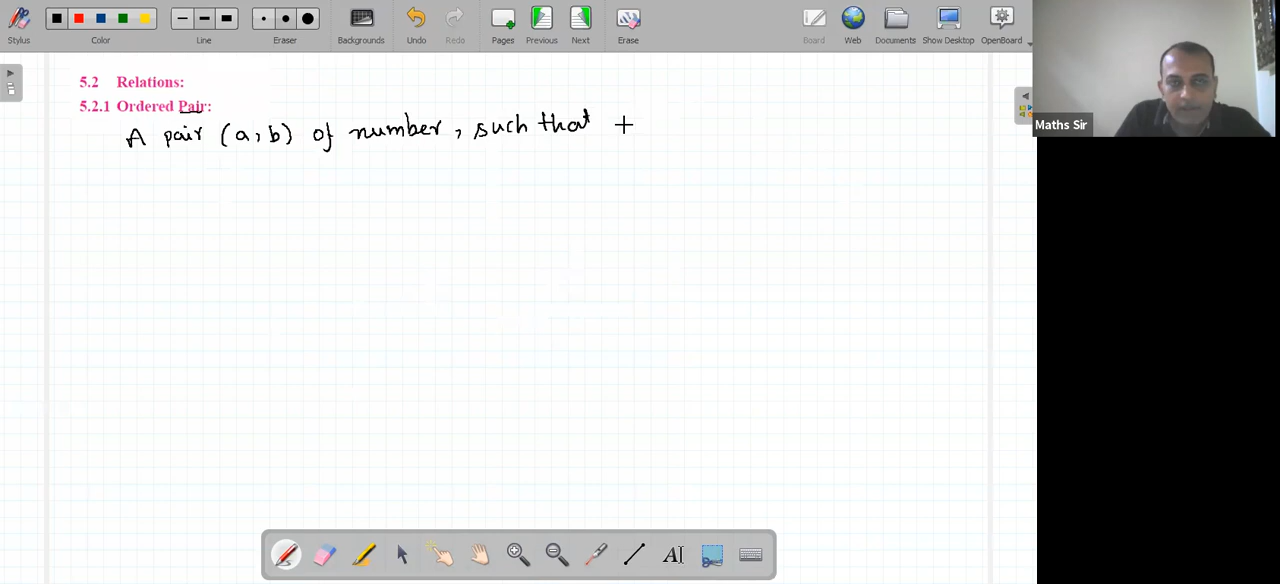 Stylus Color Line Eraser Backgrounds Undo Redo Pages Previous Next Erase Board Web Documents Show Desktop OpenBoard
5.2 Relations:
5.2.1 Ordered Pair:
A pair (a, b) of number, such that
Maths Sir
AI